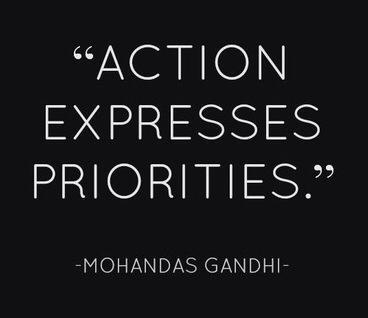 “ACTION
EXPRESSES
PRIORITIES.”
-MOHANDAS GANDHI-